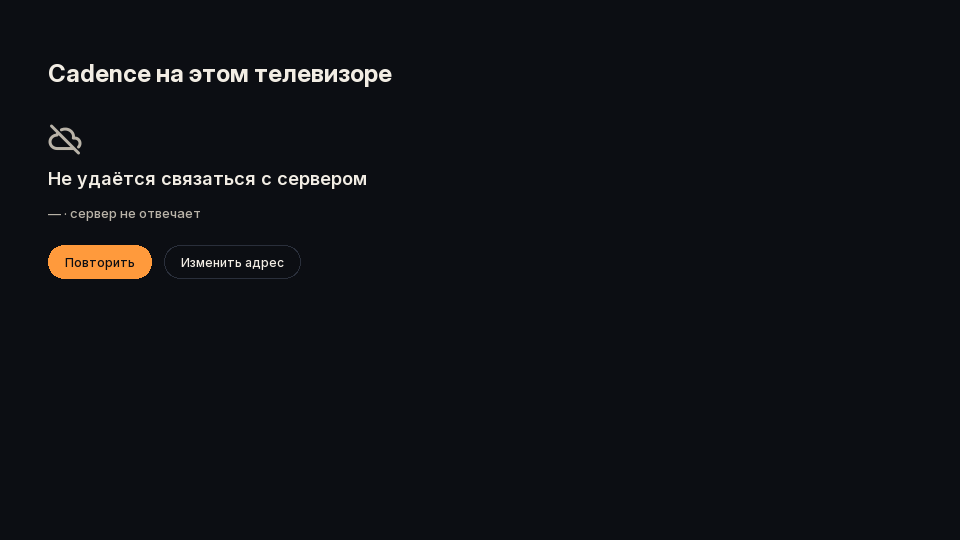 Cadence на этом телевизоре
Не удаётся связаться с сервером
— · сервер не отвечает
Повторить
Изменить адрес